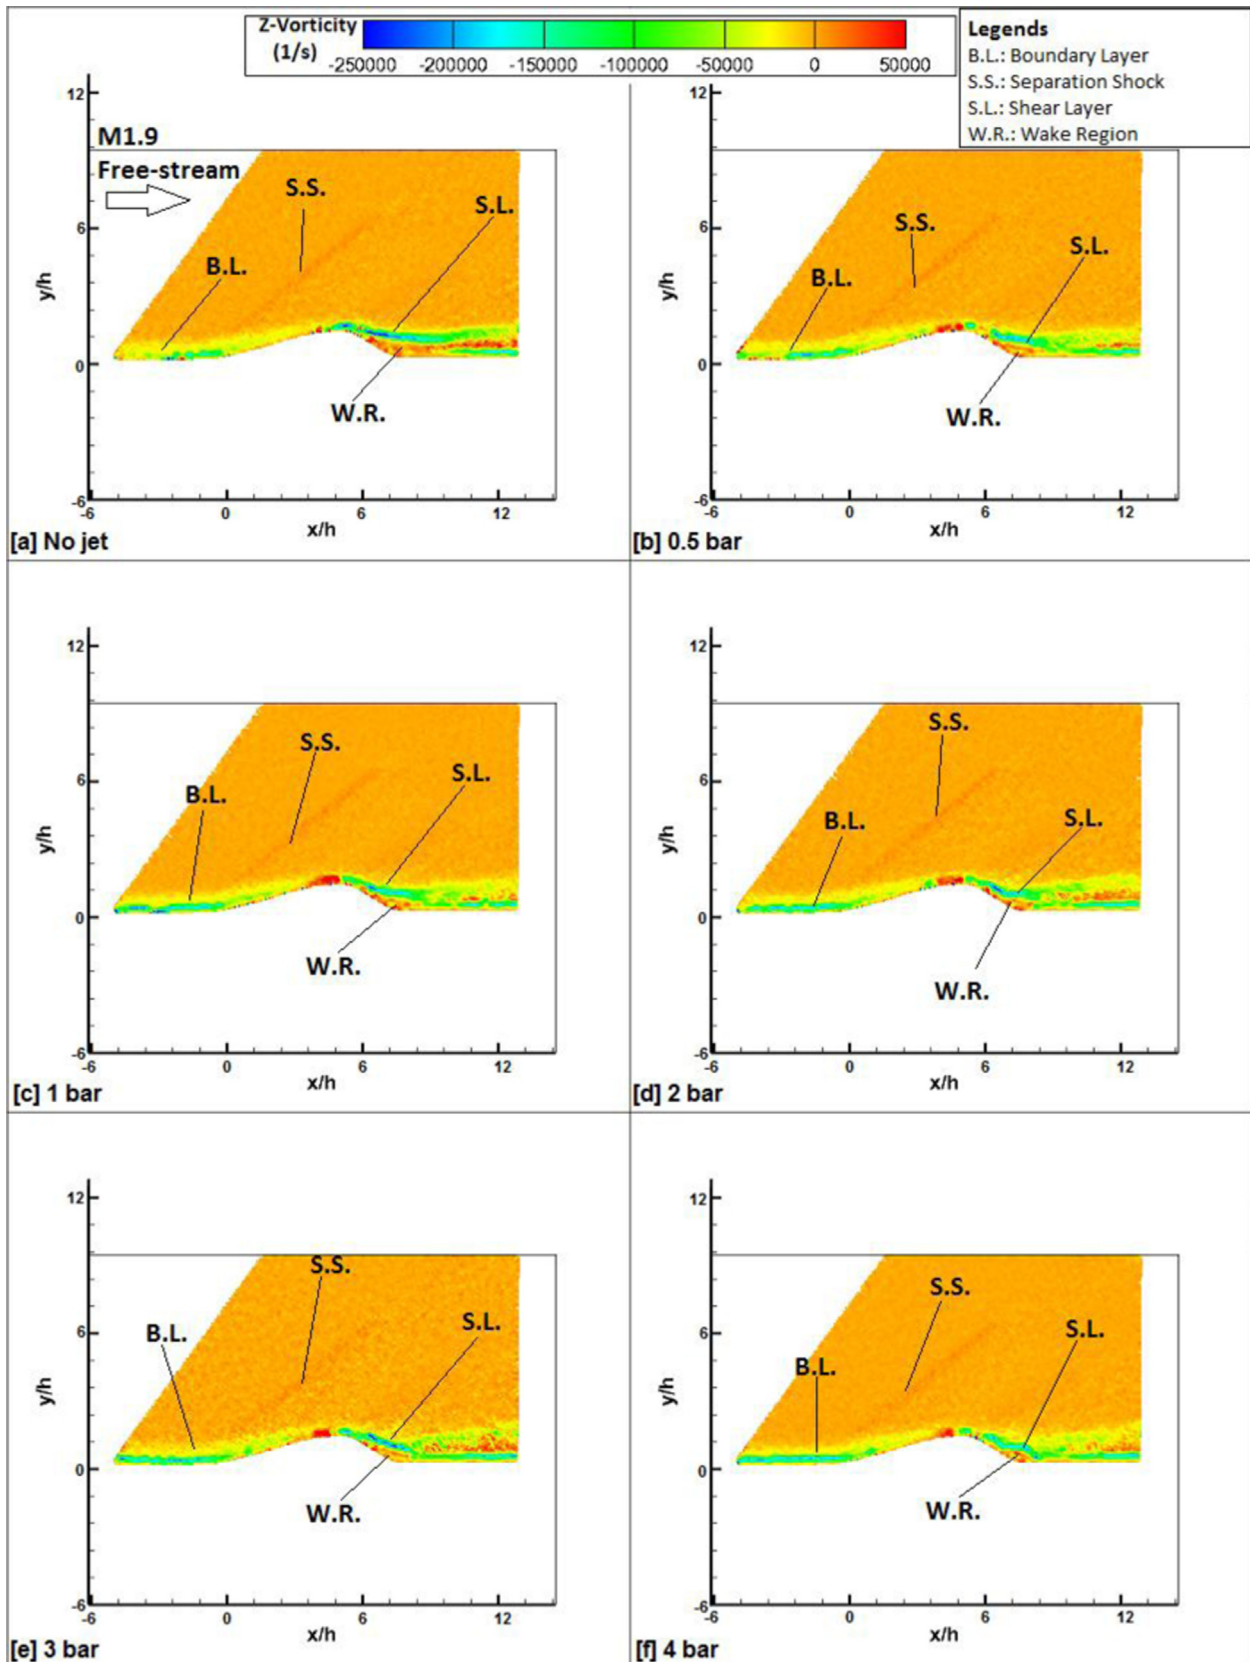 Z-Vorticity
(1/s)
-250000 -200000 -150000 -100000 -50000 0 50000
Legends
B.L.: Boundary Layer
S.S.: Separation Shock
S.L.: Shear Layer
W.R.: Wake Region
12
M1.9
Free-stream
S.S.
S.L.
6
y/h
B.L.
0
W.R.
-6
-6 0 6 12
x/h
[a] No jet
12
S.S.
6
S.L.
y/h
B.L.
0
W.R.
-6
-6 0 6 12
x/h
[b] 0.5 bar
12
S.S.
S.L.
6
B.L.
y/h
0
W.R.
-6
-6 0 6 12
x/h
[c] 1 bar
12
S.S.
6
S.L.
B.L.
y/h
0
W.R.
-6
-6 0 6 12
x/h
[d] 2 bar
12
S.S.
S.L.
B.L.
6
y/h
0
W.R.
-6
-6 0 6 12
x/h
[e] 3 bar
12
S.S.
S.L.
6
B.L.
y/h
0
W.R.
-6
-6 0 6 12
x/h
[f] 4 bar